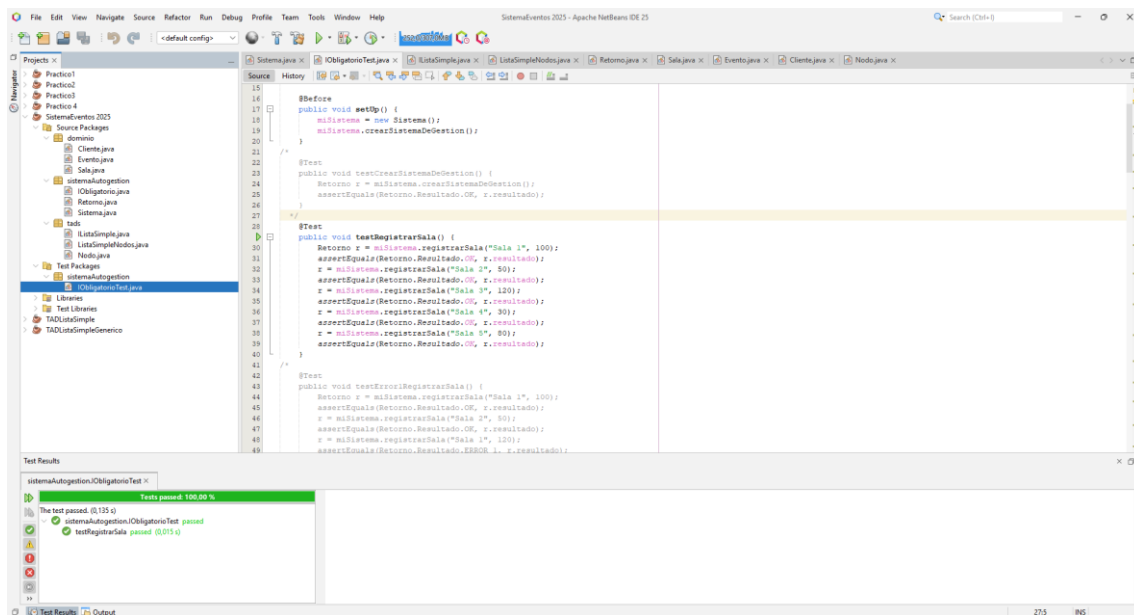 File Edit View Navigate Source Refactor Run Debug Profile Team Tools Window Help
SistemaEventos 2025 - Apache NetBeans IDE 25
Search (Ctrl+I)
<default config>
Projects
Navigator
Practico1
Practico2
Practico3
Practico 4
SistemaEventos 2025
Source Packages
dominio
Cliente.java
Evento.java
Sala.java
sistemaAutogestion
IObligatorio.java
Retorno.java
Sistema.java
tads
IListaSimple.java
ListaSimpleNodos.java
Nodo.java
Test Packages
sistemaAutogestion
IObligatorioTest.java
Libraries
Test Libraries
TADListaSimple
TADListaSimpleGenerico
Sistema.java IObligatorioTest.java IListaSimple.java ListaSimpleNodos.java Retorno.java Sala.java Evento.java Cliente.java Nodo.java
Source History
15
16 @Before
17 public void setUp() {
18 miSistema = new Sistema();
19 miSistema.crearSistemaDeGestion();
20 }
21 /*
22 @Test
23 public void testCrearSistemaDeGestion() {
24 Retorno r = miSistema.crearSistemaDeGestion();
25 assertEquals(Retorno.Resultado.OK, r.resultado);
26 }
27 */
28 @Test
public void testRegistrarSala() {
30 Retorno r = miSistema.registrarSala("Sala 1", 100);
31 assertEquals(Retorno.Resultado.OK, r.resultado);
32 r = miSistema.registrarSala("Sala 2", 50);
33 assertEquals(Retorno.Resultado.OK, r.resultado);
34 r = miSistema.registrarSala("Sala 3", 120);
35 assertEquals(Retorno.Resultado.OK, r.resultado);
36 r = miSistema.registrarSala("Sala 4", 30);
37 assertEquals(Retorno.Resultado.OK, r.resultado);
38 r = miSistema.registrarSala("Sala 5", 80);
39 assertEquals(Retorno.Resultado.OK, r.resultado);
40 }
41 /*
42 @Test
43 public void testError1RegistrarSala() {
44 Retorno r = miSistema.registrarSala("Sala 1", 100);
45 assertEquals(Retorno.Resultado.OK, r.resultado);
46 r = miSistema.registrarSala("Sala 2", 50);
47 assertEquals(Retorno.Resultado.OK, r.resultado);
48 r = miSistema.registrarSala("Sala 1", 120);
49 assertEquals(Retorno.Resultado.ERROR_1, r.resultado);
Test Results
sistemaAutogestion.IObligatorioTest
Tests passed: 100,00 %
The test passed. (0,135 s)
sistemaAutogestion.IObligatorioTest passed
testRegistrarSala passed (0,015 s)
Test Results Output
27:5 INS